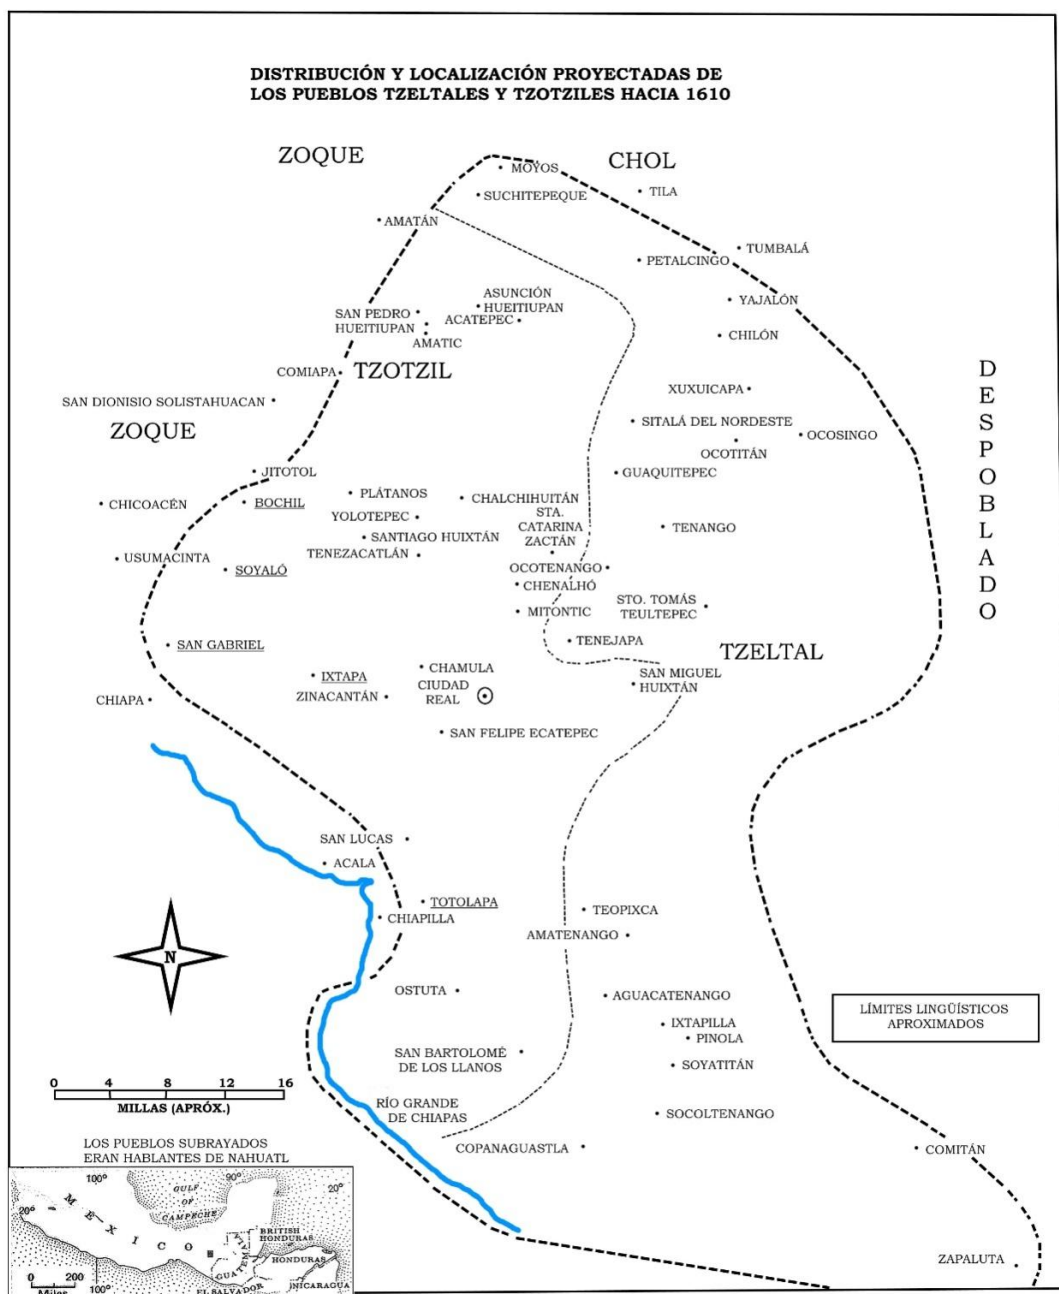 DISTRIBUCIÓN Y LOCALIZACIÓN PROYECTADAS DE
LOS PUEBLOS TZELTALES Y TZOTZILES HACIA 1610
ZOQUE
CHOL
MOYOS
TILA
SUCHITEPEQUE
AMATÁN
TUMBALÁ
PETALCINGO
ASUNCIÓN
HUEITIUPAN
YAJALÓN
SAN PEDRO
HUEITIUPAN
ACATEPEC
AMATIC
CHILÓN
COMIAPA
TZOTZIL
XUXUICAPA
SAN DIONISIO SOLISTAHUACAN
ZOQUE
SITALÁ DEL NORDESTE
OCOSINGO
OCOTITÁN
DESPOBLADO
JITOTOL
GUAQUITEPEC
CHICOACÉN
BOCHIL
PLÁTANOS
CHALCHIHUITÁN
YOLOTEPEC
STA.
CATARINA
ZACTÁN
TENANGO
SANTIAGO HUIXTÁN
USUMACINTA
TENEZACATLÁN
SOYALÓ
OCOTENANGO
CHENALHÓ
MITONTIC
STO. TOMÁS
TEULTEPEC
SAN GABRIEL
TENEJAPA
TZELTAL
IXTAPA
CHAMULA
SAN MIGUEL
HUIXTÁN
CHIAPA
ZINACANTÁN
CIUDAD
REAL
SAN FELIPE ECATEPEC
SAN LUCAS
ACALA
TOTOLAPA
CHIAPILLA
TEOPIXCA
AMATENANGO
N
OSTUTA
AGUACATENANGO
LÍMITES LINGÜÍSTICOS
APROXIMADOS
IXTAPILLA
PINOLA
SAN BARTOLOMÉ
DE LOS LLANOS
SOYATITÁN
0 4 8 12 16
MILLAS (APRÓX.)
RÍO GRANDE
DE CHIAPAS
SOCOLTENANGO
COPANAGUASTLA
COMITÁN
ZAPALUTA
LOS PUEBLOS SUBRAYADOS
ERAN HABLANTES DE NAHUATL
100° 90°
20° 20°
GULF
OF
CAMPECHE
MEXICO
BRITISH
HONDURAS
GUATEMALA
HONDURAS
EL SALVADOR
NICARAGUA
0 200
Miles
100°